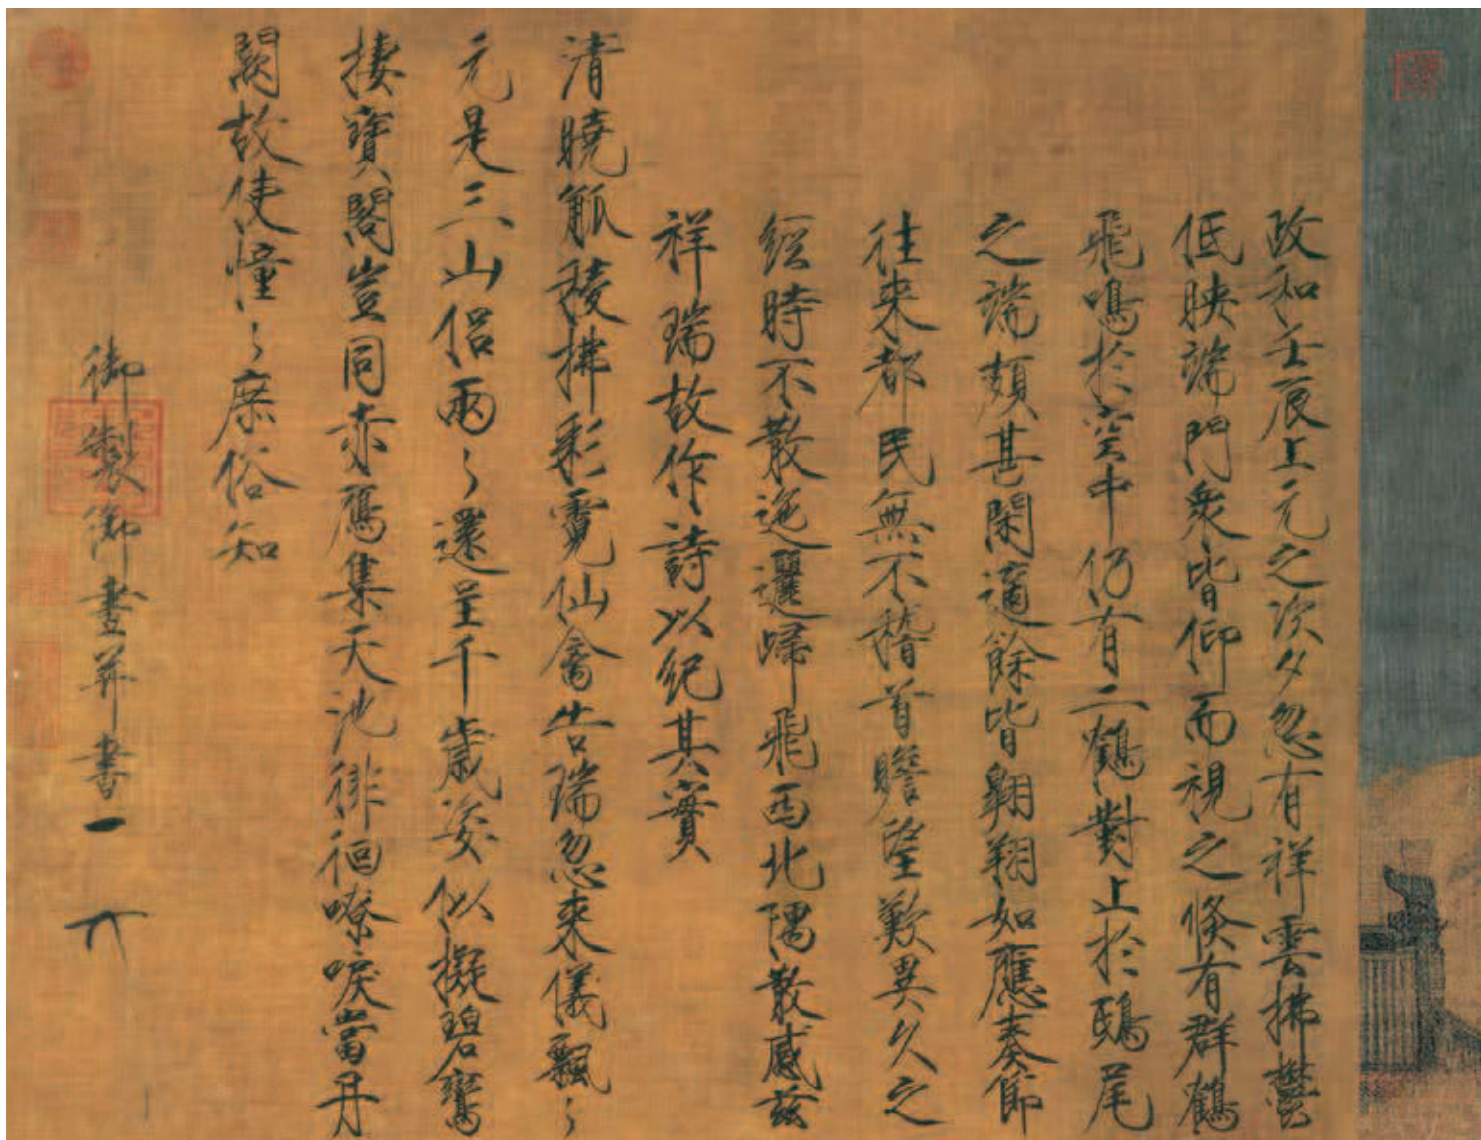 政和壬辰上元之次夕忽有祥雲拂欝
低映端門衆皆仰而視之倏有群鶴
飛鳴於空中仍有二鶴對止於鴟尾
之端頗甚閑適餘皆翱翔如應奏節
往來都民無不稽首瞻望歎異久之
経時不散迤邐歸飛西北隅散感茲
祥瑞故作詩以紀其實
清曉觚稜拂彩霓仙禽告瑞忽來儀飄〻
元是三山侶兩〻還呈千歲姿似擬碧鸞
棲寶閣豈同赤鴈集天池徘徊嘹唳當丹
闕故使憧〻庶俗知
御製御畫并書